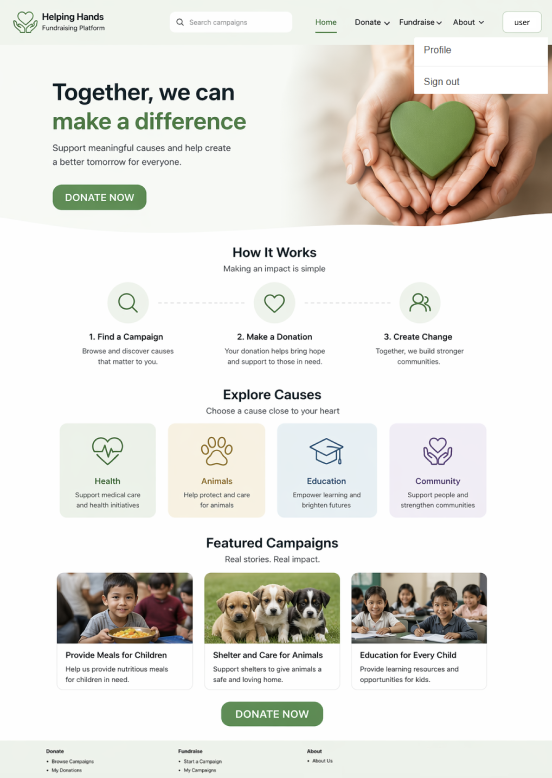 Helping Hands
Fundraising Platform
Search campaigns
Home
Donate
Fundraise
About
user
Profile
Sign out
Together, we can
make a difference
Support meaningful causes and help create
a better tomorrow for everyone.
DONATE NOW
How It Works
Making an impact is simple
1. Find a Campaign
Browse and discover causes
that matter to you.
2. Make a Donation
Your donation helps bring hope
and support to those in need.
3. Create Change
Together, we build stronger
communities.
Explore Causes
Choose a cause close to your heart
Health
Support medical care
and health initiatives
Animals
Help protect and care
for animals
Education
Empower learning and
brighten futures
Community
Support people and
strengthen communities
Featured Campaigns
Real stories. Real impact.
Provide Meals for Children
Help us provide nutritious meals
for children in need.
Shelter and Care for Animals
Support shelters to give animals a
safe and loving home.
Education for Every Child
Provide learning resources and
opportunities for kids.
DONATE NOW
Donate
• Browse Campaigns
• My Donations
Fundraise
• Start a Campaign
• My Campaigns
About
• About Us